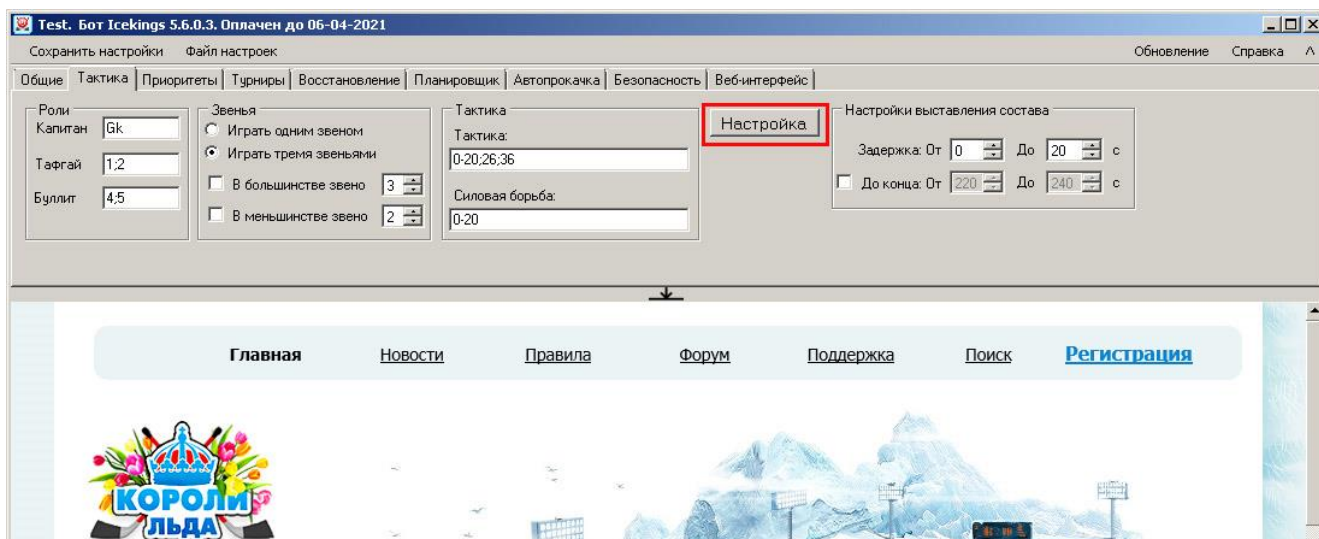 Test. Бот Icekings 5.6.0.3. Оплачен до 06-04-2021
Сохранить настройки Файл настроек Обновление Справка
Общие Тактика Приоритеты Турниры Восстановление Планировщик Автопрокачка Безопасность Веб-интерфейс
Роли
Капитан Gk
Тафгай 1;2
Буллит 4;5
Звенья
Играть одним звеном
Играть тремя звеньями
В большинстве звено 3
В меньшинстве звено 2
Тактика
Тактика:
0-20;26;36
Силовая борьба:
0-20
Настройка
Настройки выставления состава
Задержка: От 0 До 20 с
До конца: От 220 До 240 с
Главная Новости Правила Форум Поддержка Поиск Регистрация
КОРОЛИ
ЛЬДА